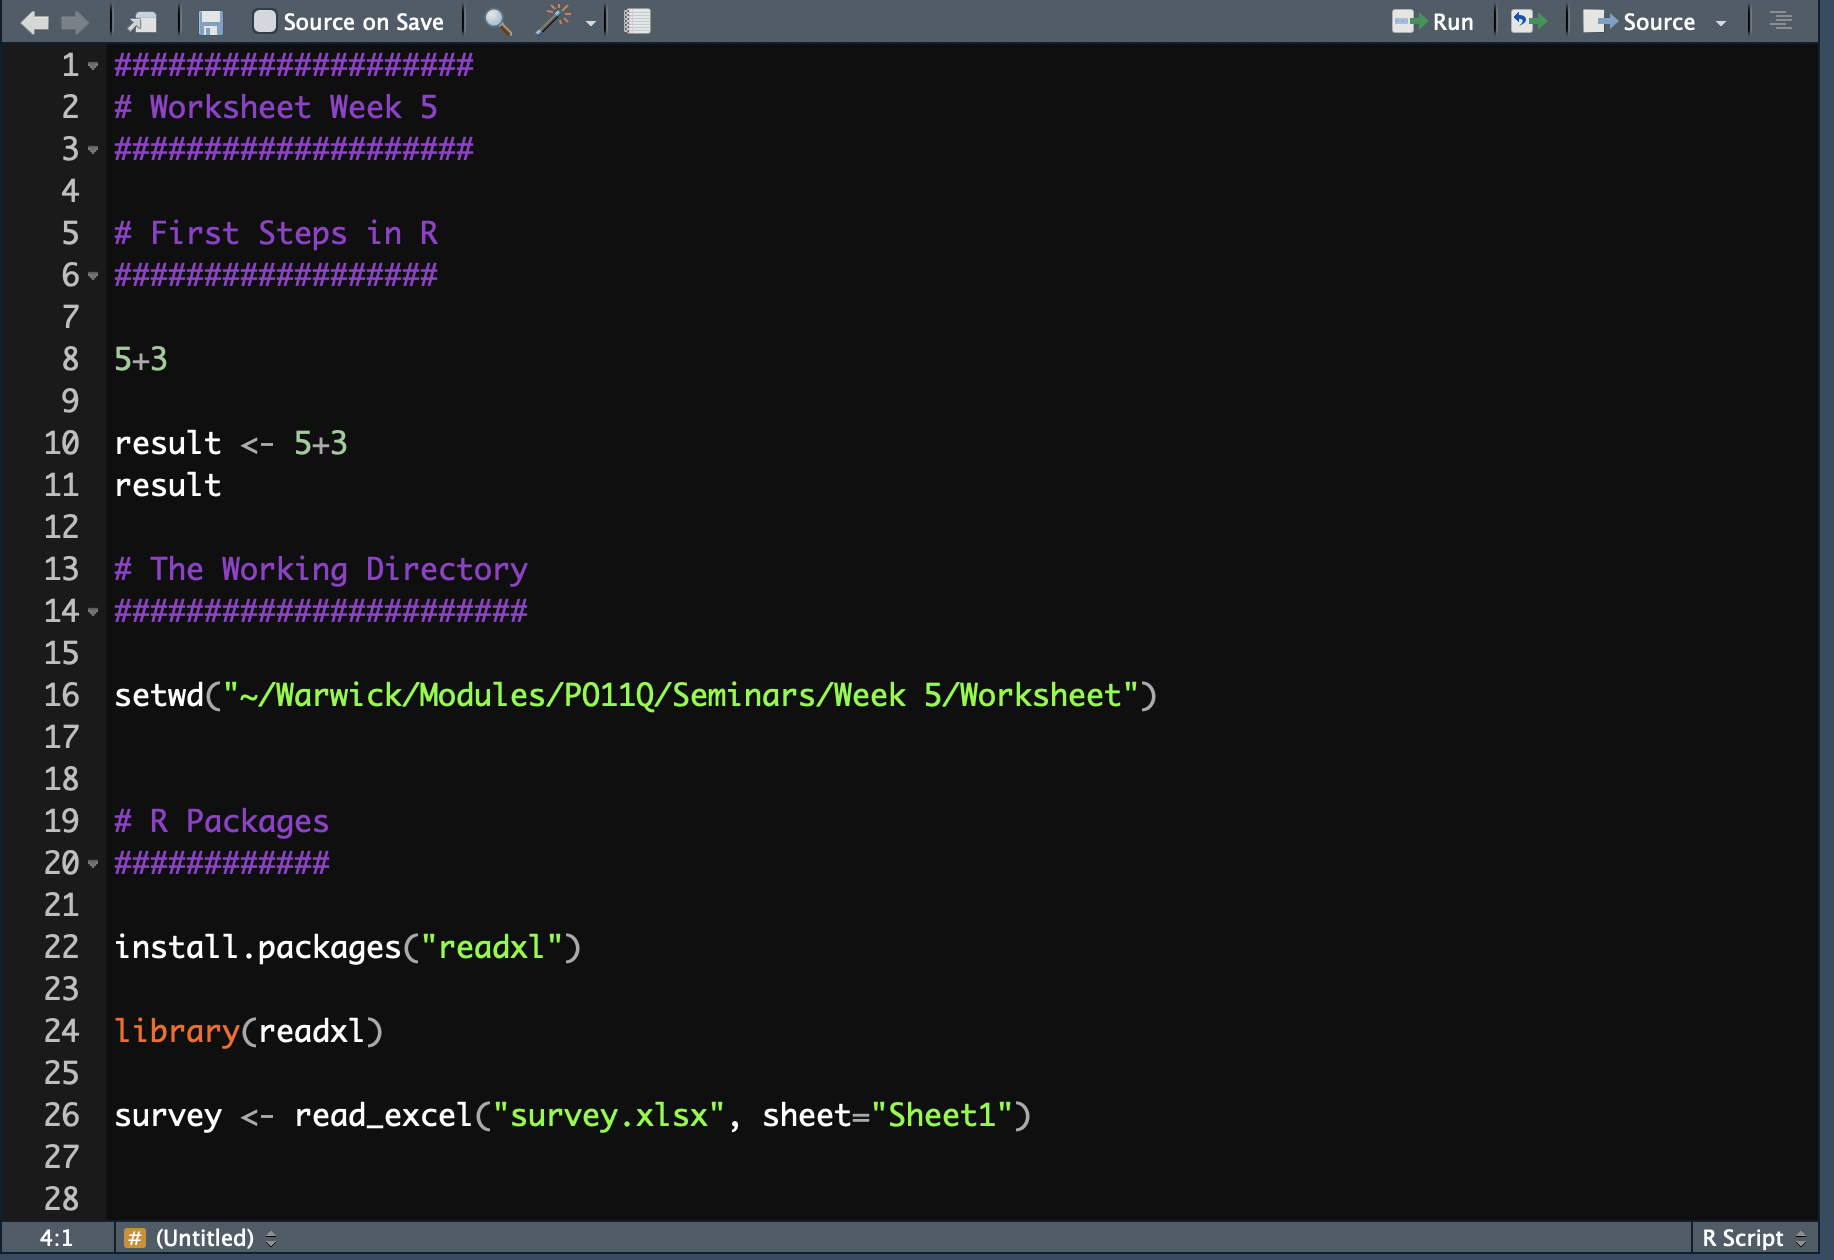 Source on Save Run Source
1 ####################
2 # Worksheet Week 5
3 ####################
4
5 # First Steps in R
6 ##################
7
8 5+3
9
10 result <- 5+3
11 result
12
13 # The Working Directory
14 #######################
15
16 setwd("~/Warwick/Modules/PO11Q/Seminars/Week 5/Worksheet")
17
18
19 # R Packages
20 ############
21
22 install.packages("readxl")
23
24 library(readxl)
25
26 survey <- read_excel("survey.xlsx", sheet="Sheet1")
27
28
4:1 # (Untitled) R Script